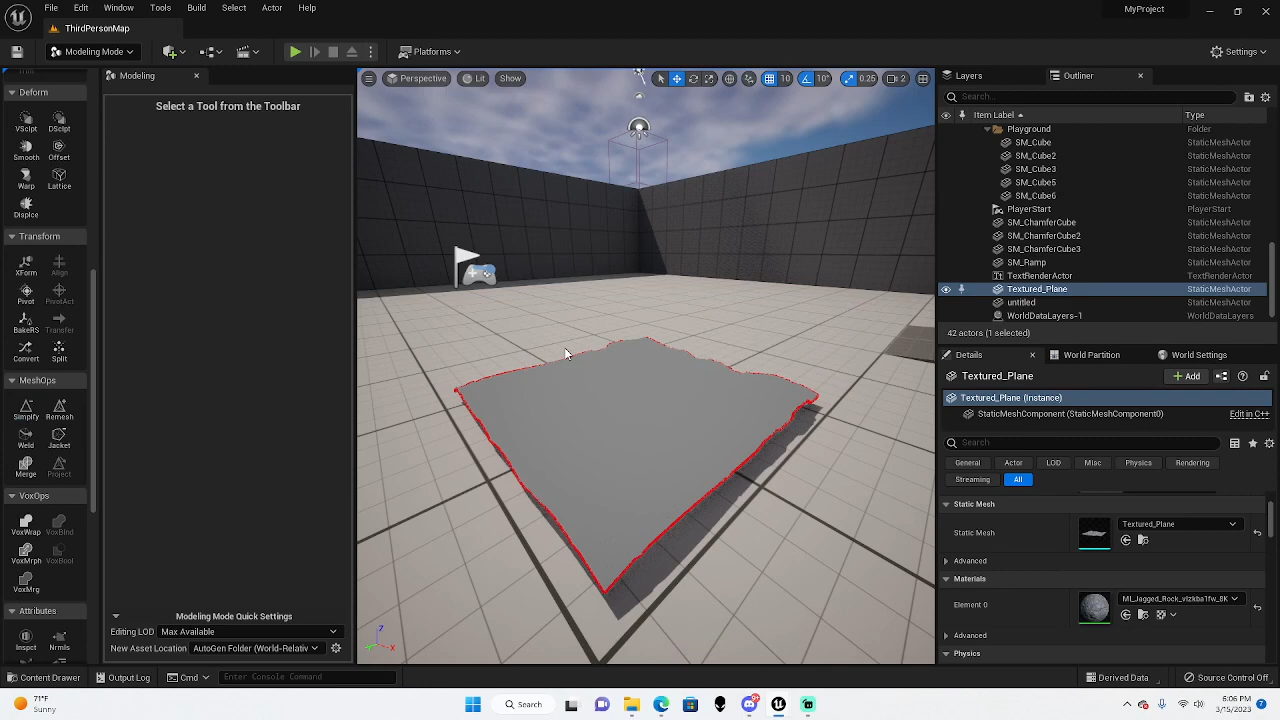 File Edit Window Tools Build Select Actor Help
MyProject
ThirdPersonMap
Modeling Mode
Platforms
Settings
Modeling
Select a Tool from the Toolbar
Deform
VSclpt DSclpt
Smooth Offset
Warp Lattice
Displce
Transform
XForm Align
Pivot PivotAct
BakeRS Transfer
Convert Split
MeshOps
Simplify Remesh
Weld Jacket
Merge Project
VoxOps
VoxWrap VoxBlnd
VoxMrph VoxBool
VoxMrg
Attributes
Inspct Nrmls
Modeling Mode Quick Settings
Editing LOD Max Available
New Asset Location AutoGen Folder (World-Relativ
Perspective Lit Show
10 10° 0.25 2
Z
X
Layers Outliner
Search...
Item Label Type
Playground Folder
SM_Cube StaticMeshActor
SM_Cube2 StaticMeshActor
SM_Cube3 StaticMeshActor
SM_Cube5 StaticMeshActor
SM_Cube6 StaticMeshActor
PlayerStart PlayerStart
SM_ChamferCube StaticMeshActor
SM_ChamferCube2 StaticMeshActor
SM_ChamferCube3 StaticMeshActor
SM_Ramp StaticMeshActor
TextRenderActor TextRenderActor
Textured_Plane StaticMeshActor
untitled StaticMeshActor
WorldDataLayers-1 WorldDataLayers
42 actors (1 selected)
Details World Partition World Settings
Textured_Plane
Add
Textured_Plane (Instance)
StaticMeshComponent (StaticMeshComponent0) Edit in C++
Search
General Actor LOD Misc Physics Rendering
Streaming All
Static Mesh
Static Mesh Textured_Plane
Advanced
Materials
Element 0 MI_Jagged_Rock_vizkba1fw_8K
Advanced
Physics
Content Drawer Output Log Cmd Enter Console Command
Derived Data Source Control Off
71°F
Sunny
Search
6:05 PM
3/15/2023